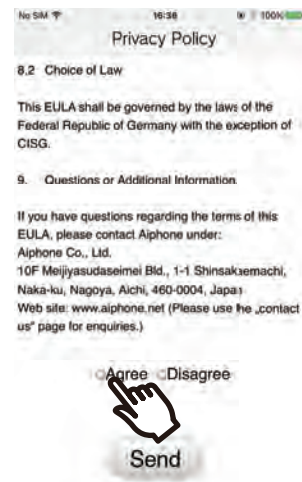 No SIM 16:36 100%
Privacy Policy
8.2 Choice of Law
This EULA shall be governed by the laws of the
Federal Republic of Germany with the exception of
CISG.
9. Questions or Additional Information
If you have questions regarding the terms of this
EULA, please contact Aiphone under:
Aiphone Co., Ltd.
10F Meijiyasudaseimei Bld., 1-1 Shinsakaemachi,
Naka-ku, Nagoya, Aichi, 460-0004, Japan
Web site: www.aiphone.net (Please use the „contact
us" page for enquiries.)
Agree Disagree
Send